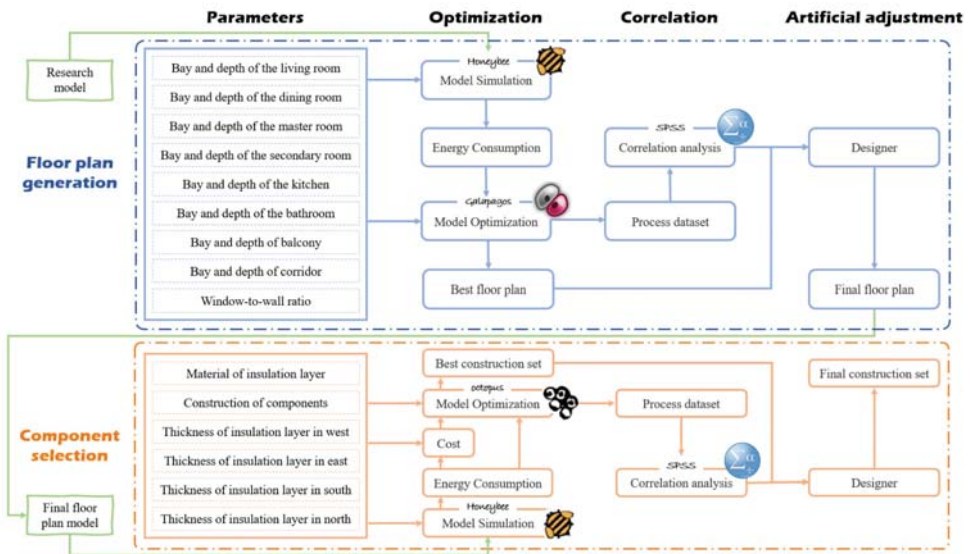 Parameters
Optimization
Correlation
Artificial adjustment
Research
model
Floor plan
generation
Bay and depth of the living room
Bay and depth of the dining room
Bay and depth of the master room
Bay and depth of the secondary room
Bay and depth of the kitchen
Bay and depth of the bathroom
Bay and depth of balcony
Bay and depth of corridor
Window-to-wall ratio
Honeybee
Model Simulation
Energy Consumption
Galapagos
Model Optimization
Best floor plan
SPSS
Σα
+
Correlation analysis
Process dataset
Designer
Final floor plan
Component
selection
Final floor
plan model
Material of insulation layer
Construction of components
Thickness of insulation layer in west
Thickness of insulation layer in east
Thickness of insulation layer in south
Thickness of insulation layer in north
Best construction set
octopus
Model Optimization
Cost
Energy Consumption
Honeybee
Model Simulation
Process dataset
SPSS
Σα
+
Correlation analysis
Final construction set
Designer